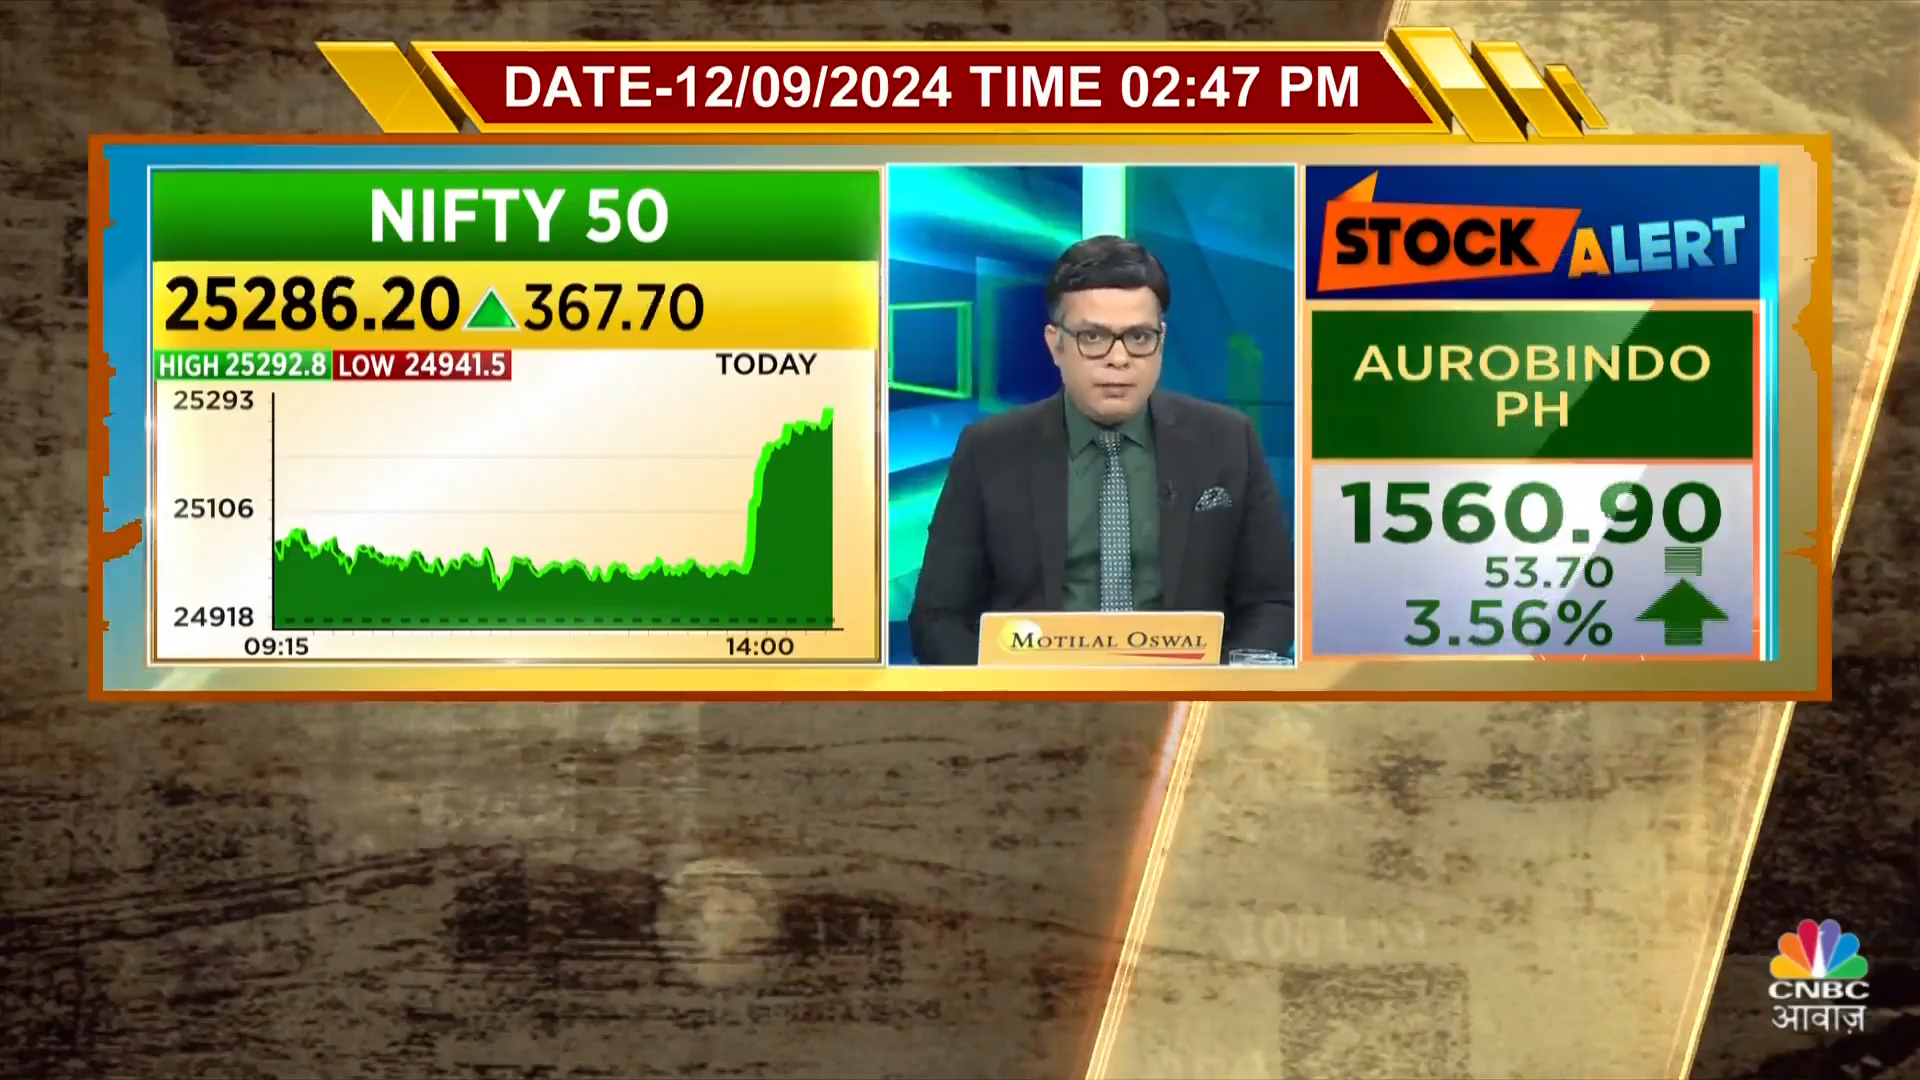 DATE-12/09/2024 TIME 02:47 PM
NIFTY 50
25286.20 367.70
HIGH 25292.8 LOW 24941.5
TODAY
25293
25106
24918
09:15 14:00
MOTILAL OSWAL
STOCK ALERT
AUROBINDO
PH
1560.90
53.70
3.56%
CNBC
आवाज़